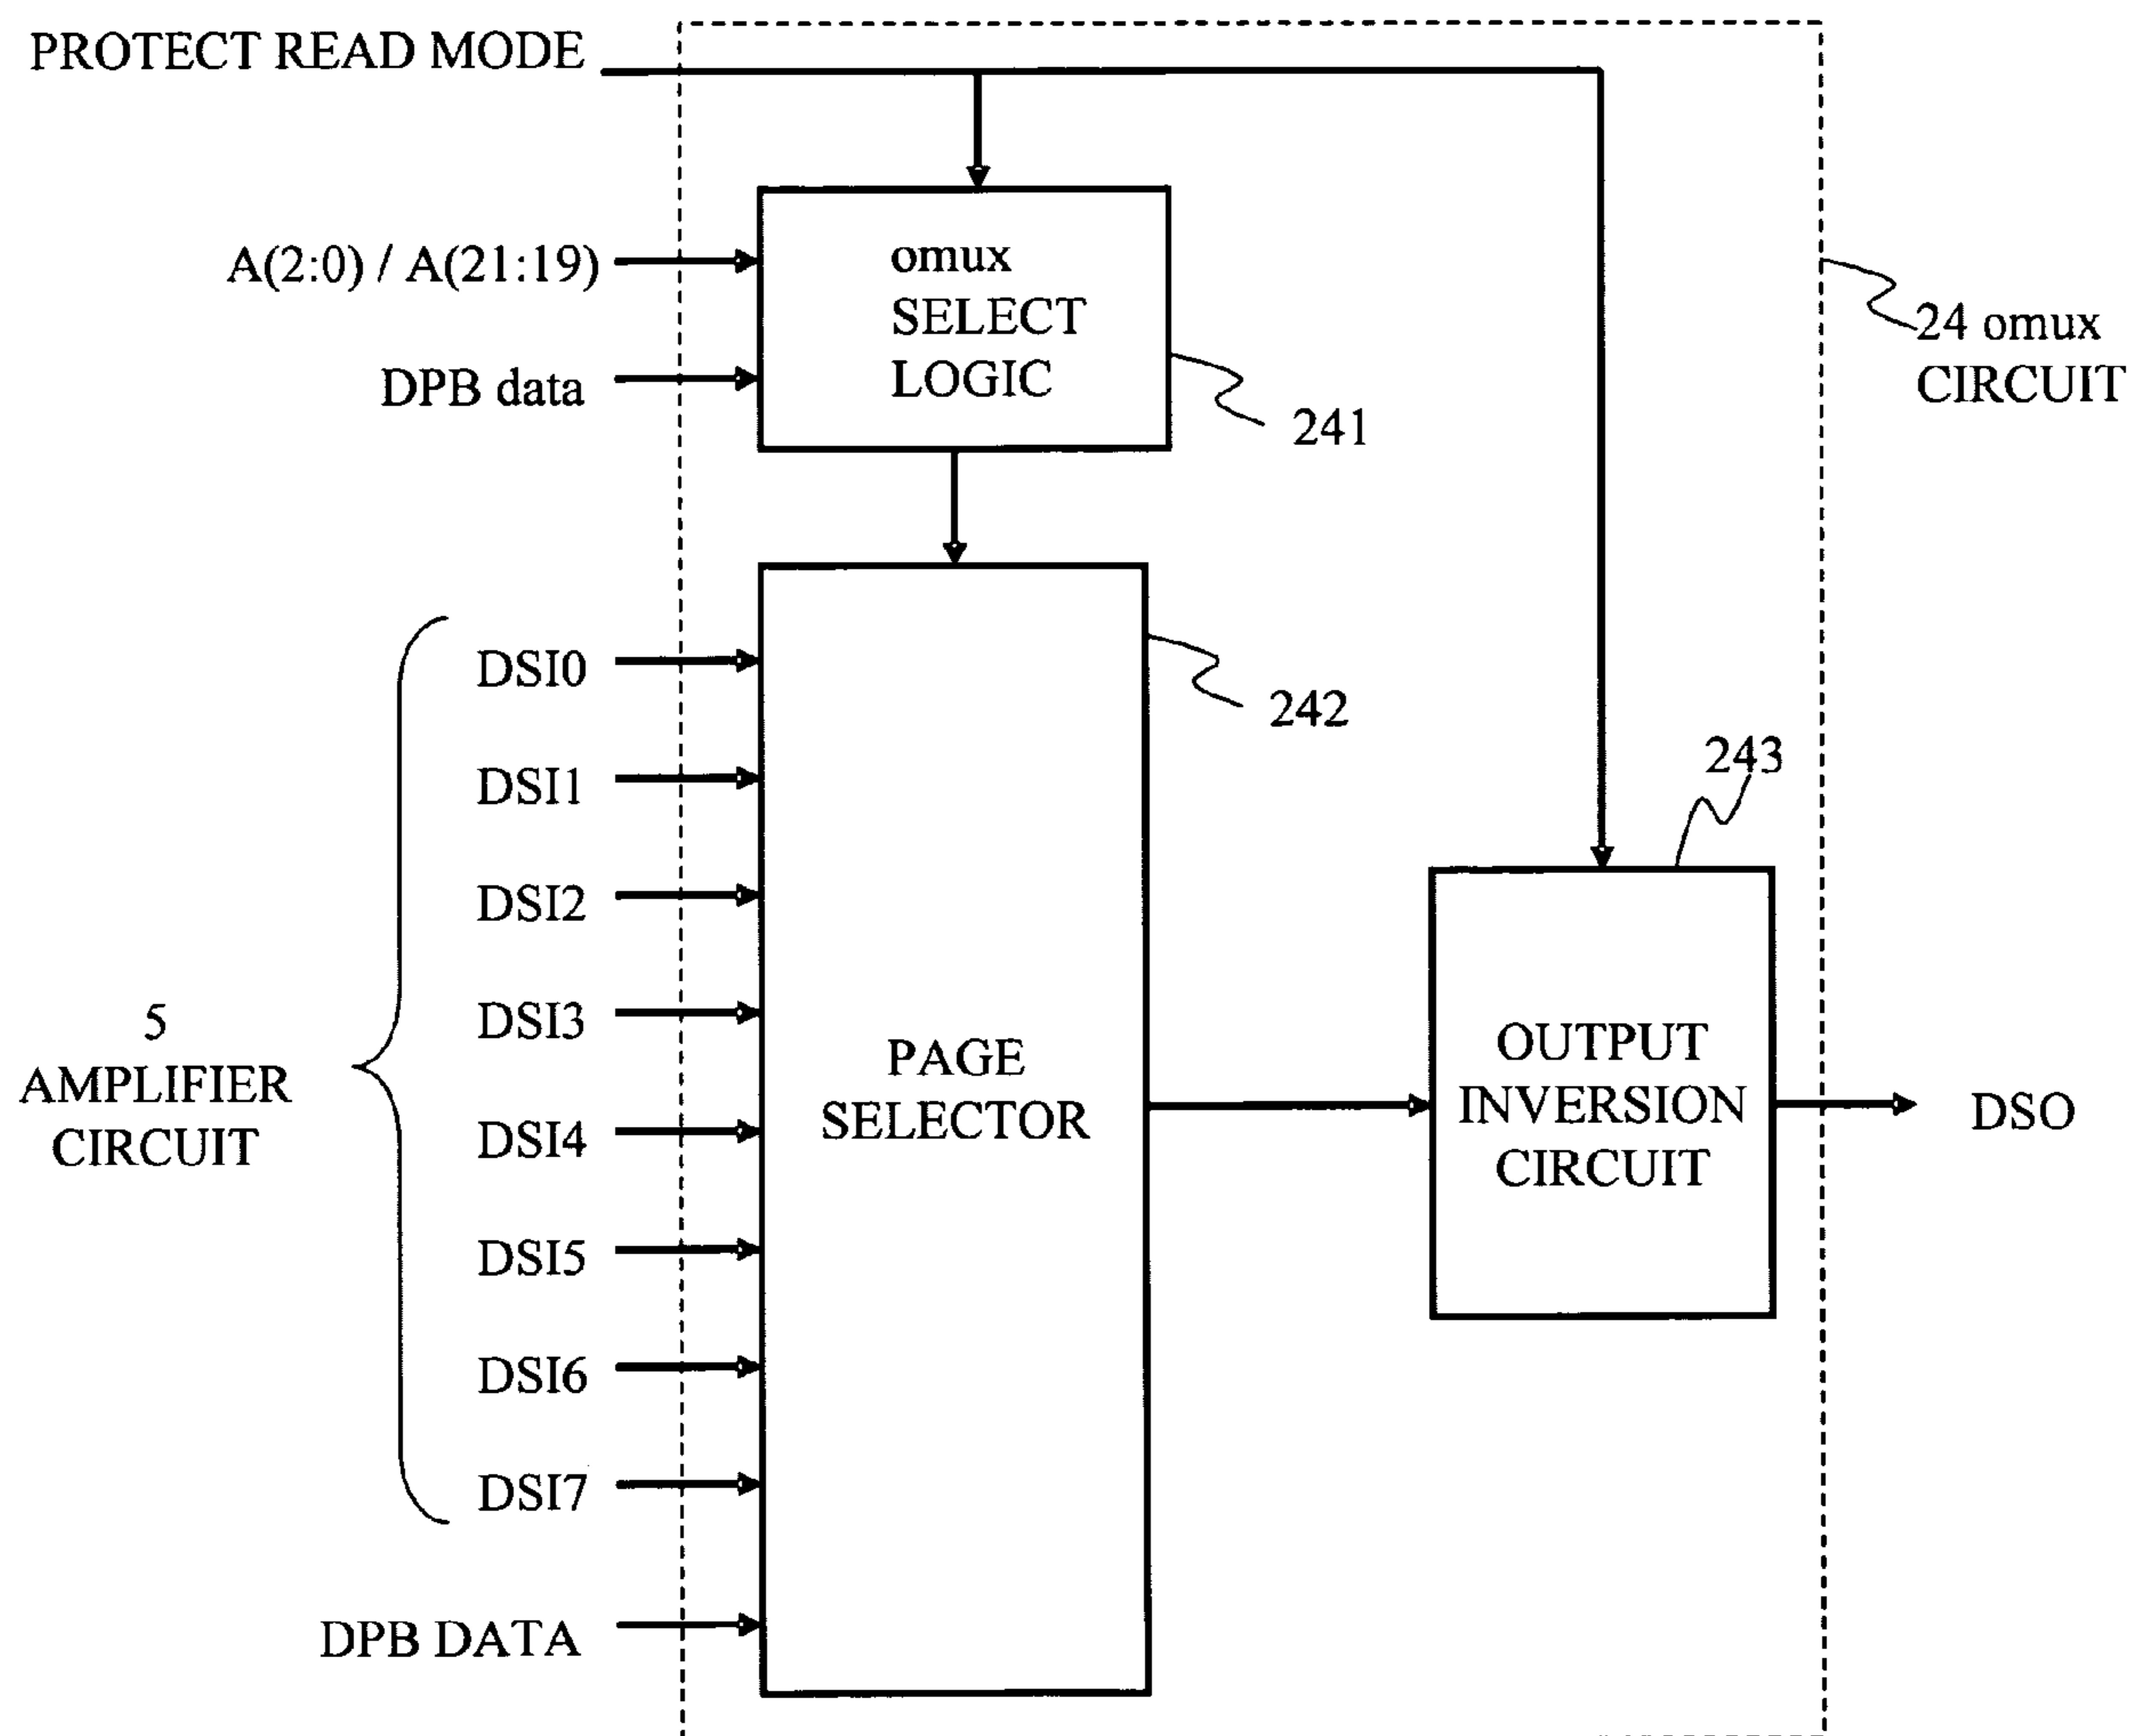 PROTECT READ MODE
A(2:0) / A(21:19)
DPB data
omux
SELECT
LOGIC
241
24 omux
CIRCUIT
5
AMPLIFIER
CIRCUIT
DSI0
DSI1
DSI2
DSI3
DSI4
DSI5
DSI6
DSI7
DPB DATA
PAGE
SELECTOR
242
243
OUTPUT
INVERSION
CIRCUIT
DSO